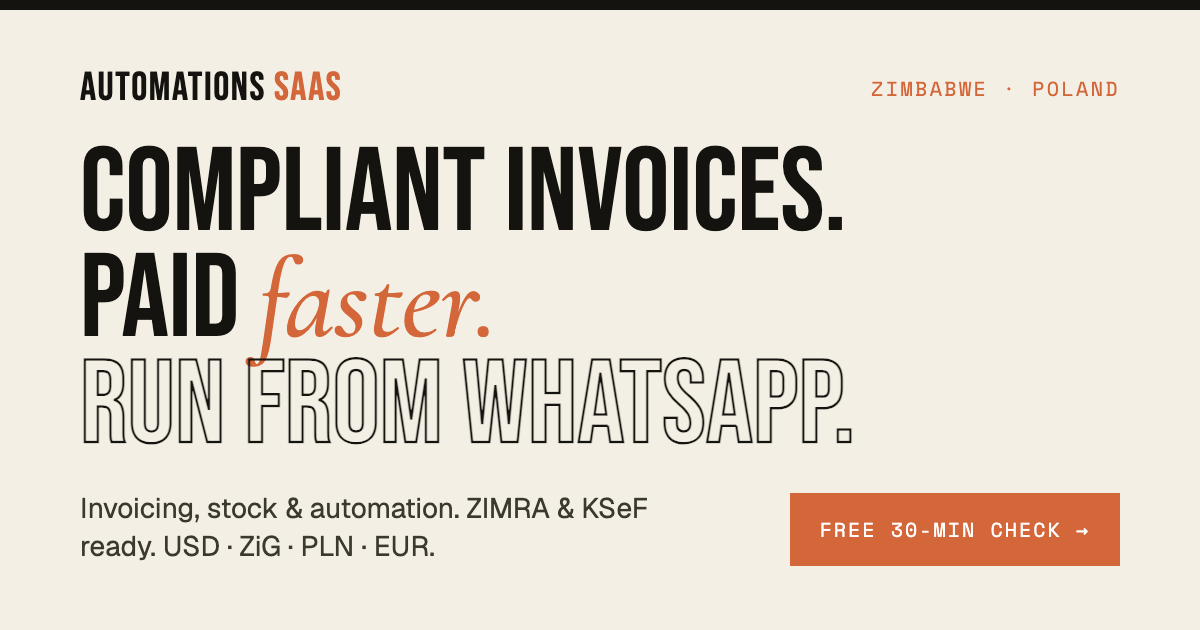 AUTOMATIONS SAAS
ZIMBABWE · POLAND
COMPLIANT INVOICES.
PAID faster.
RUN FROM WHATSAPP.
Invoicing, stock & automation. ZIMRA & KSeF
ready. USD · ZiG · PLN · EUR.
FREE 30-MIN CHECK →